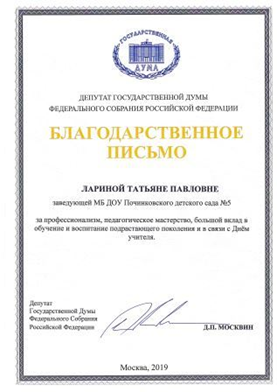 ГОСУДАРСТВЕННАЯ
ДУМА
ДЕПУТАТ ГОСУДАРСТВЕННОЙ ДУМЫ
ФЕДЕРАЛЬНОГО СОБРАНИЯ РОССИЙСКОЙ ФЕДЕРАЦИИ
БЛАГОДАРСТВЕННОЕ
ПИСЬМО
ЛАРИНОЙ ТАТЬЯНЕ ПАВЛОВНЕ
заведующей МБ ДОУ Починковского детского сада №5
за профессионализм, педагогическое мастерство, большой вклад в
обучение и воспитание подрастающего поколения и в связи с Днём
учителя.
Депутат
Государственной Думы
Федерального Собрания
Российской Федерации
Д.П. МОСКВИН
Москва, 2019